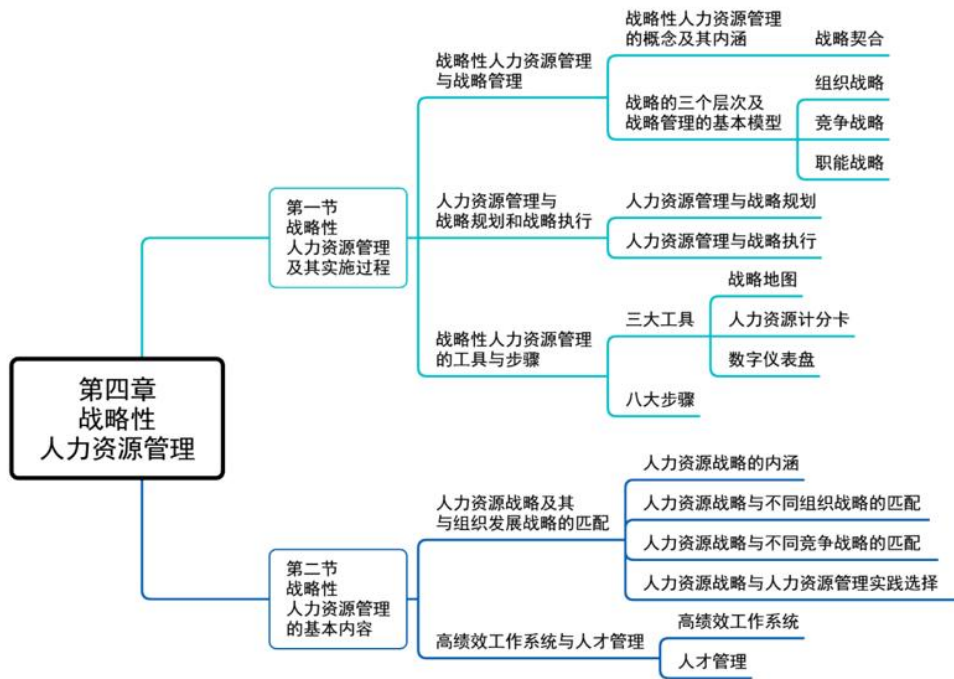 第四章
战略性
人力资源管理
第一节
战略性
人力资源管理
及其实施过程
战略性人力资源管理
与战略管理
战略性人力资源管理
的概念及其内涵
战略契合
战略的三个层次及
战略管理的基本模型
组织战略
竞争战略
职能战略
人力资源管理与
战略规划和战略执行
人力资源管理与战略规划
人力资源管理与战略执行
战略性人力资源管理
的工具与步骤
三大工具
战略地图
人力资源计分卡
数字仪表盘
八大步骤
第二节
战略性
人力资源管理
的基本内容
人力资源战略及其
与组织发展战略的匹配
人力资源战略的内涵
人力资源战略与不同组织战略的匹配
人力资源战略与不同竞争战略的匹配
人力资源战略与人力资源管理实践选择
高绩效工作系统与人才管理
高绩效工作系统
人才管理